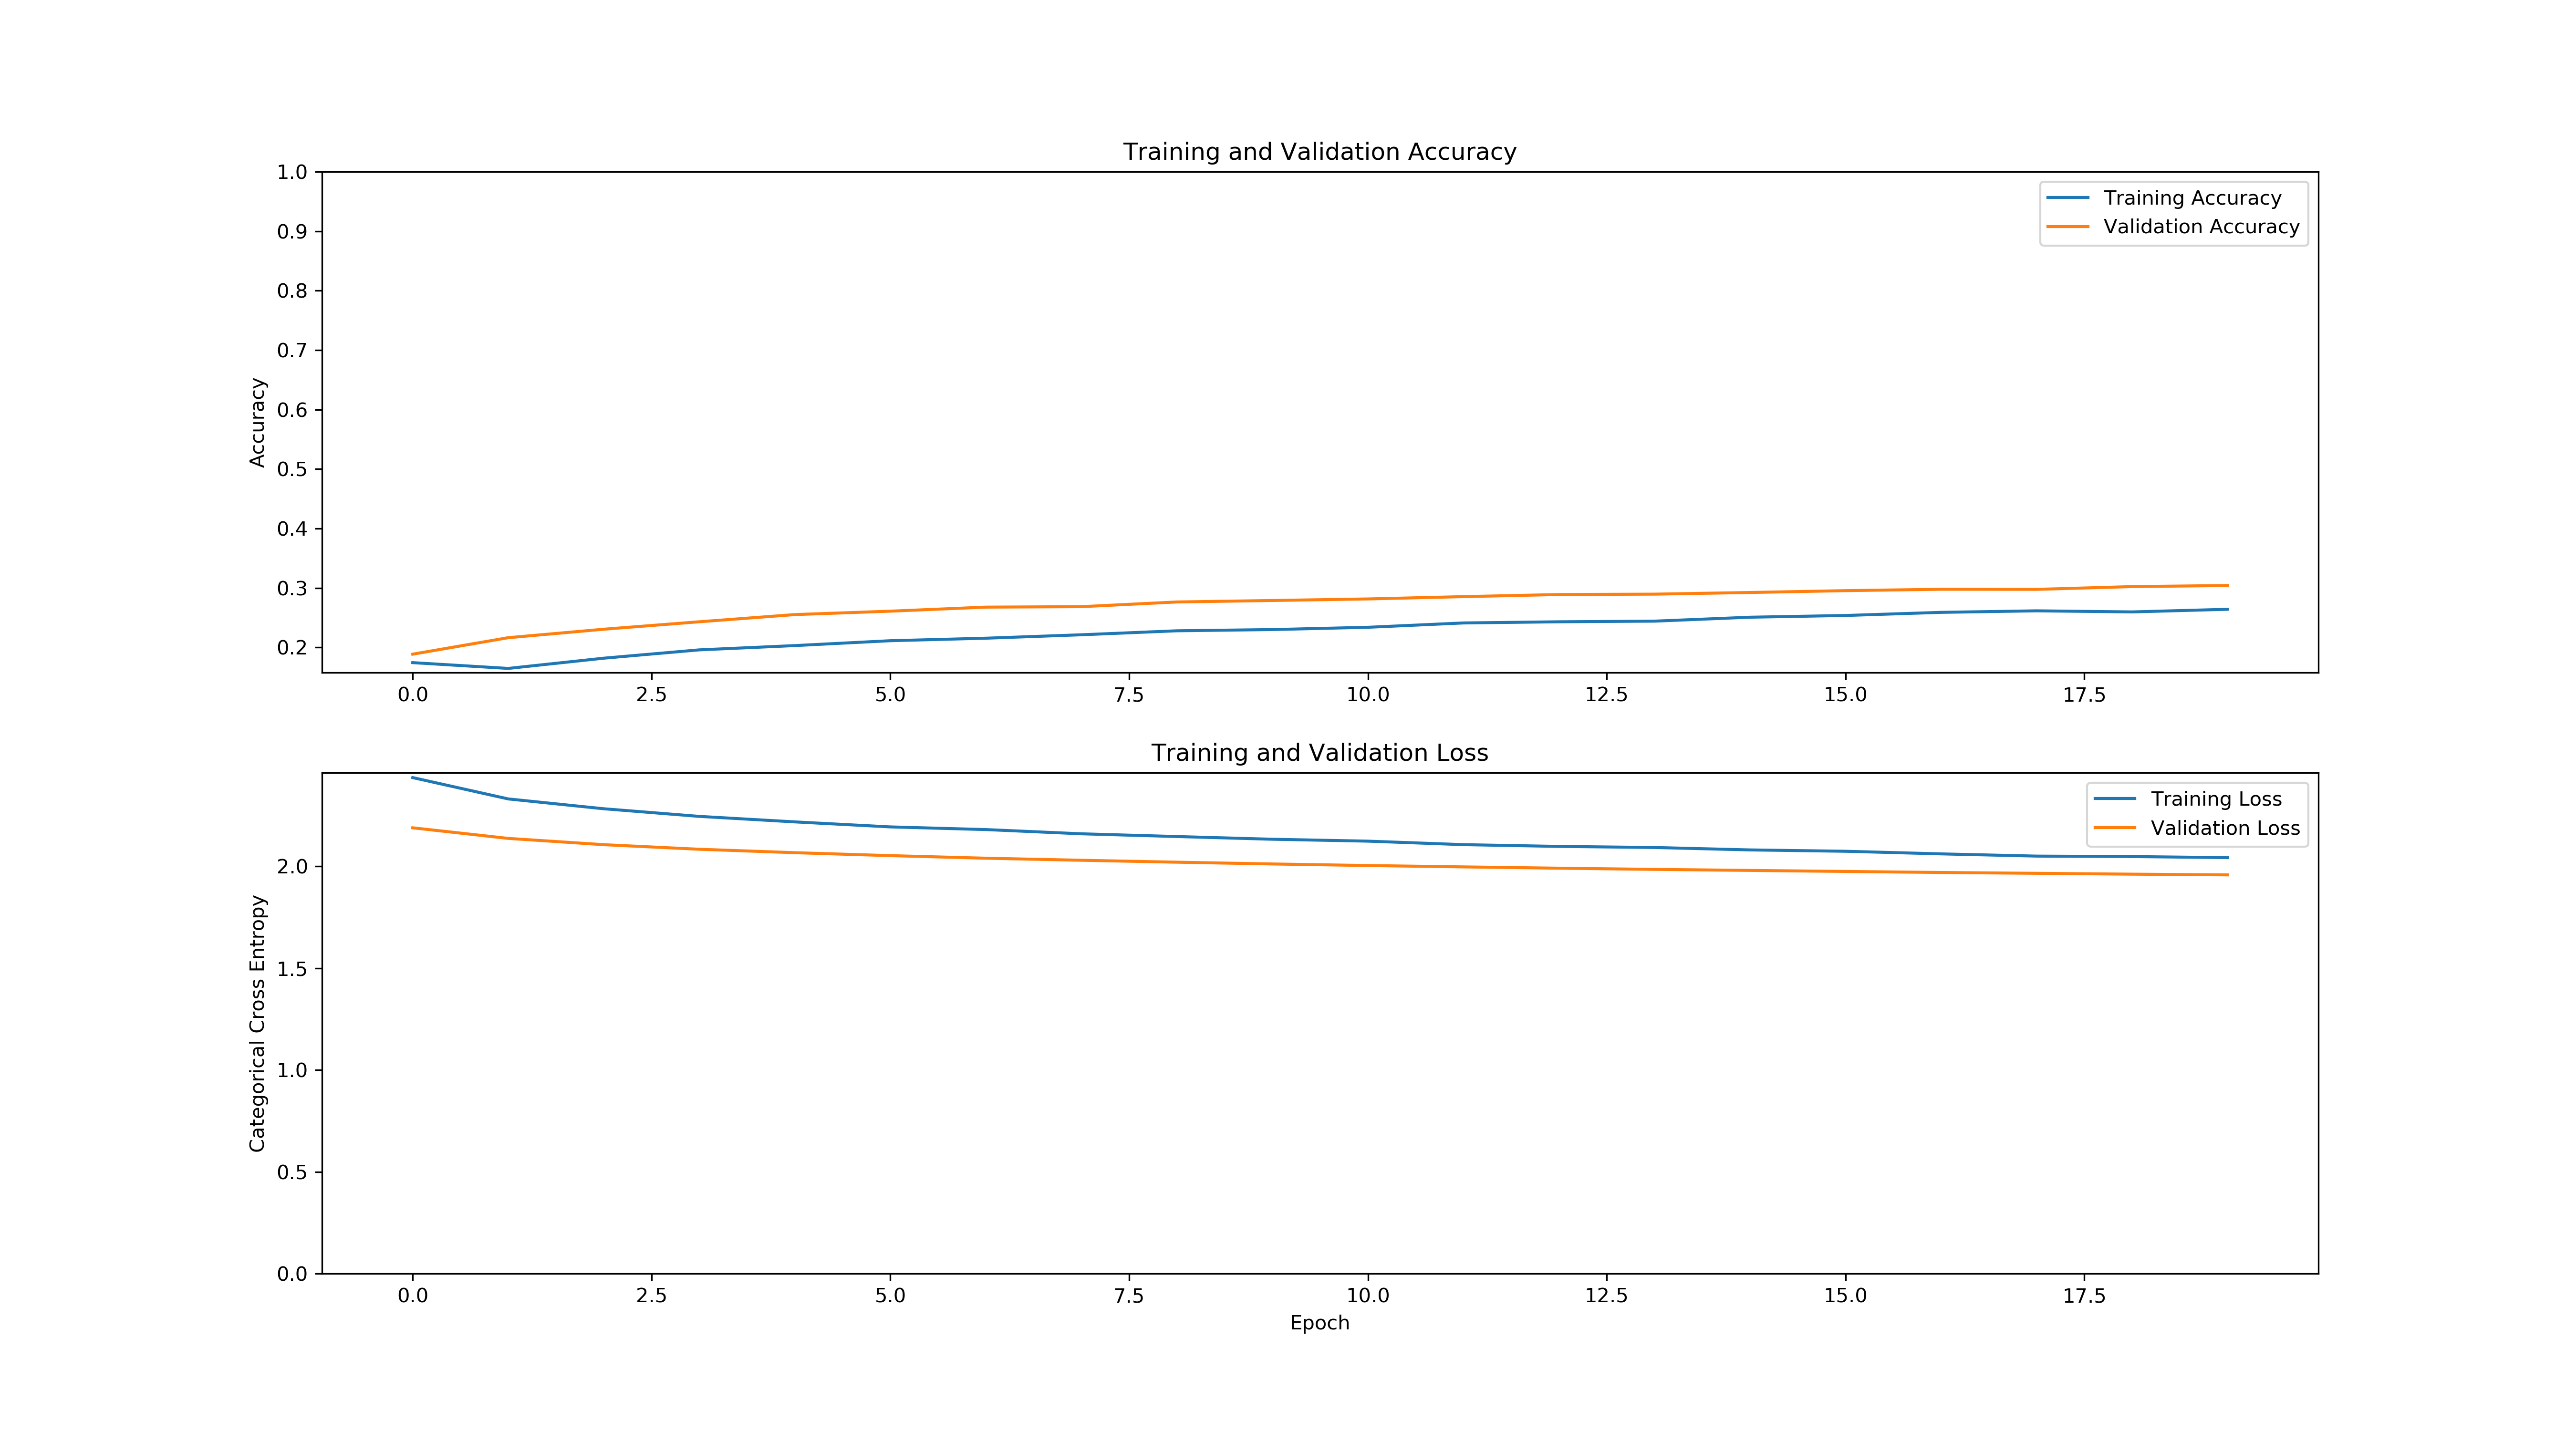 Training and Validation Accuracy
1.0
0.9
0.8
0.7
0.6
0.5
0.4
0.3
0.2
Accuracy
Training Accuracy
Validation Accuracy
0.0 2.5 5.0 7.5 10.0 12.5 15.0 17.5
Training and Validation Loss
2.0
1.5
1.0
0.5
0.0
Categorical Cross Entropy
Training Loss
Validation Loss
0.0 2.5 5.0 7.5 10.0 12.5 15.0 17.5
Epoch